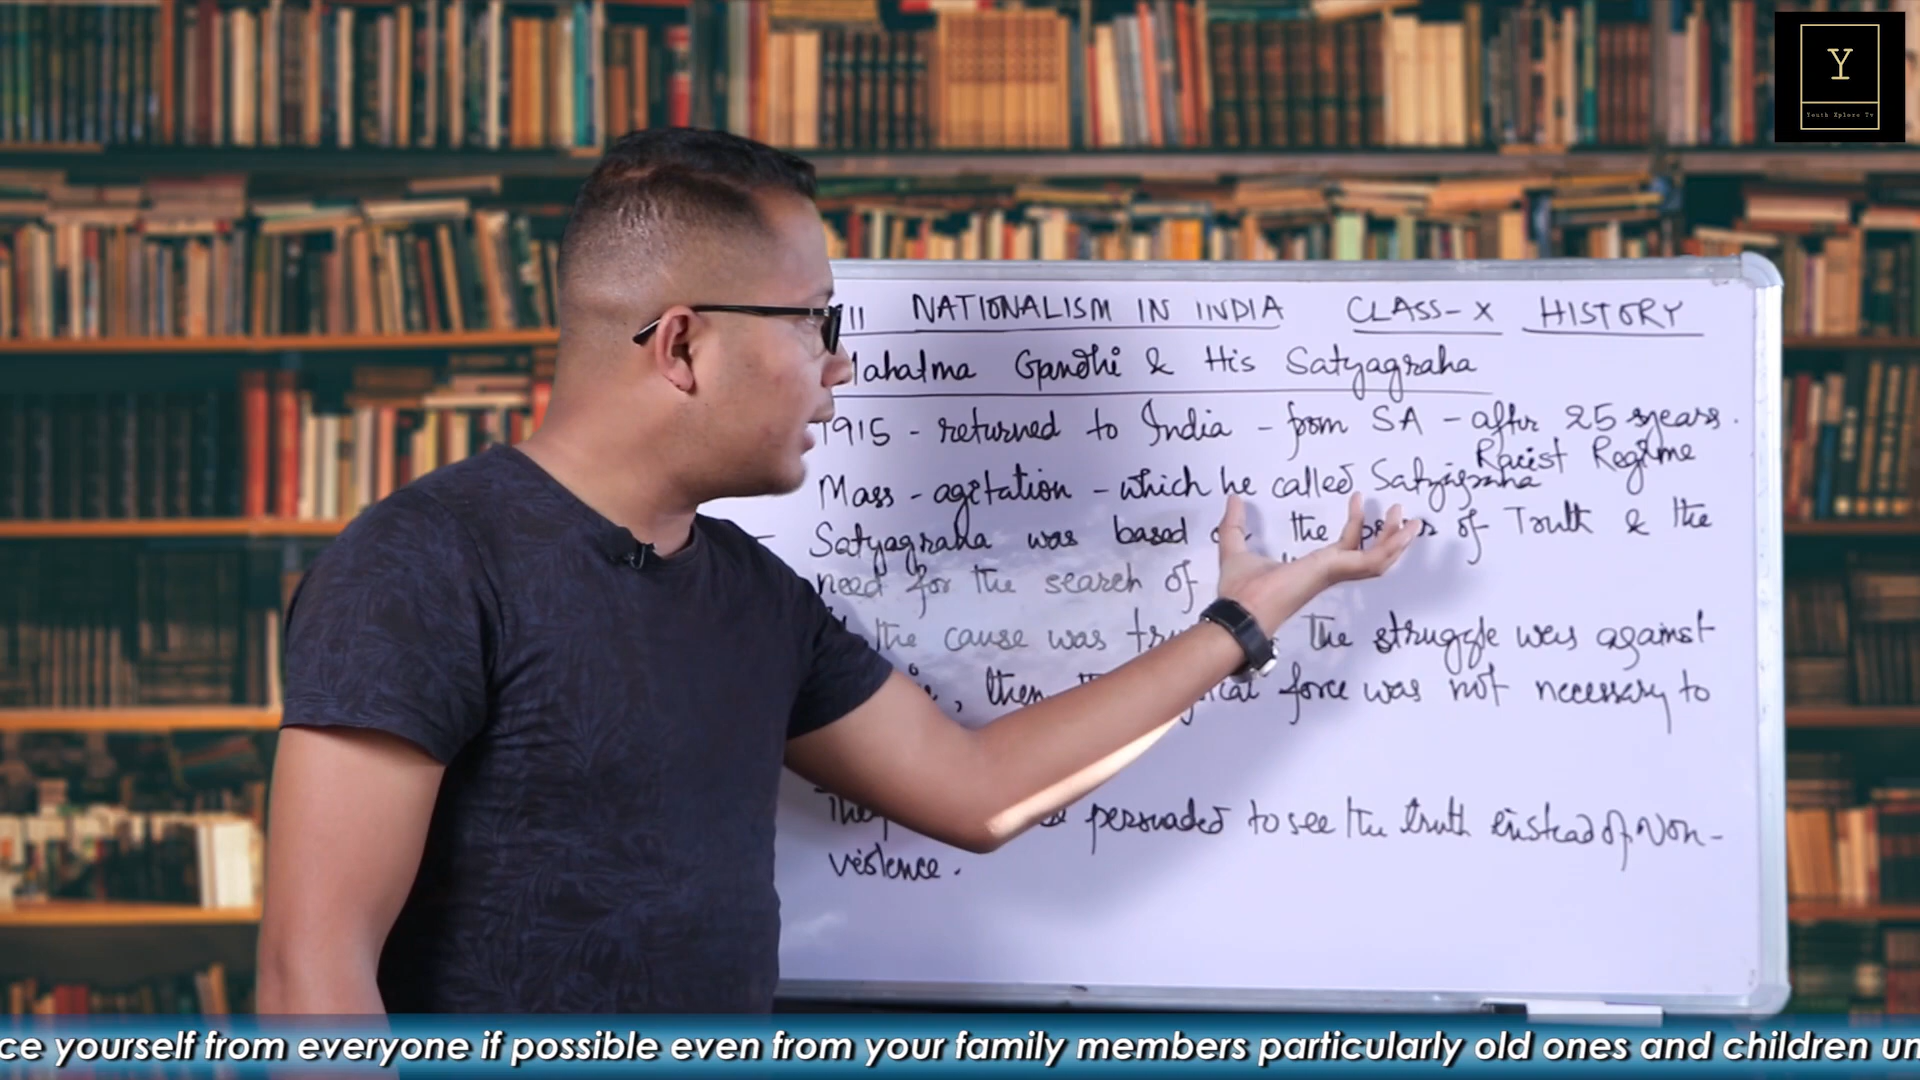 Y
Youth Xplore Tv
II NATIONALISM IN INDIA CLASS-X HISTORY
Mahatma Gandhi & His Satyagraha
1915 - returned to India - from SA - after 25 years.
Racist Regime
Mass - agitation - which he called Satyagraha
Satyagraha was based the of Truth & the
need for the search of
the cause was the struggle was against
, then force was not necessary to
persuaded to see the truth instead of Non-
violence.
ce yourself from everyone if possible even from your family members particularly old ones and children un